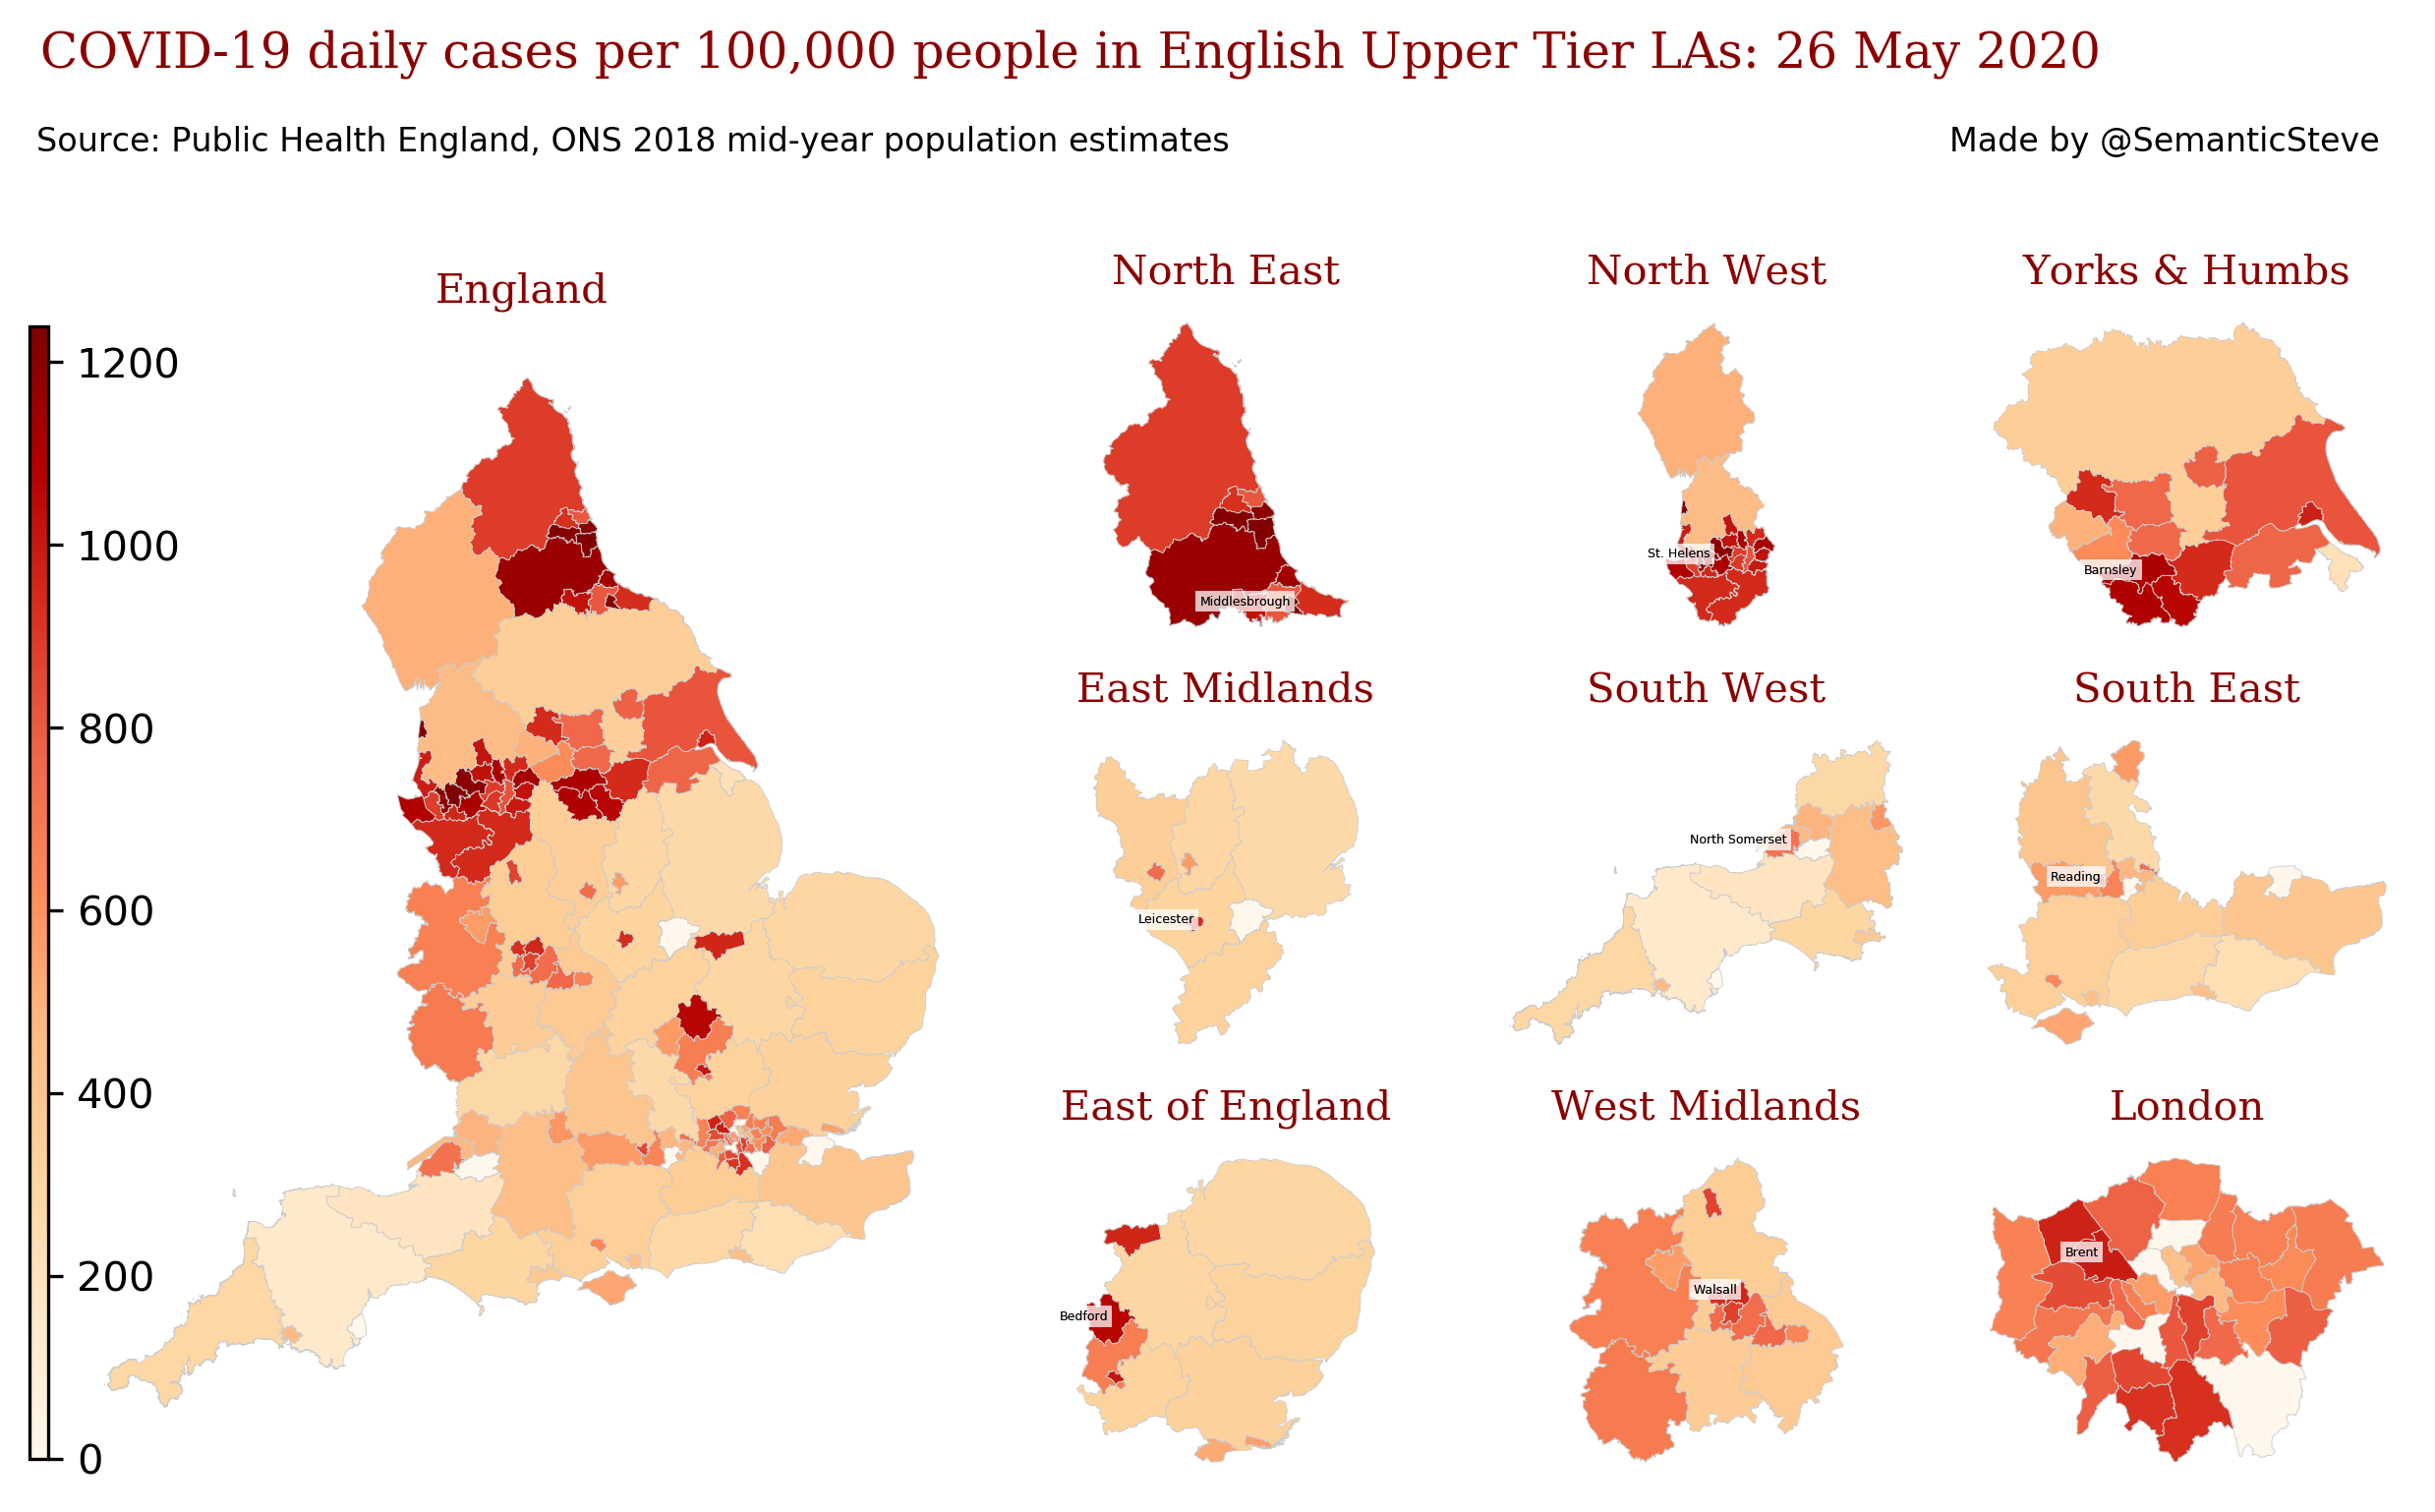 COVID-19 daily cases per 100,000 people in English Upper Tier LAs: 26 May 2020
Source: Public Health England, ONS 2018 mid-year population estimates
Made by @SemanticSteve
England
1200
1000
800
600
400
200
0
North East
Middlesbrough
North West
St. Helens
Yorks & Humbs
Barnsley
East Midlands
Leicester
South West
North Somerset
South East
Reading
East of England
Bedford
West Midlands
Walsall
London
Brent